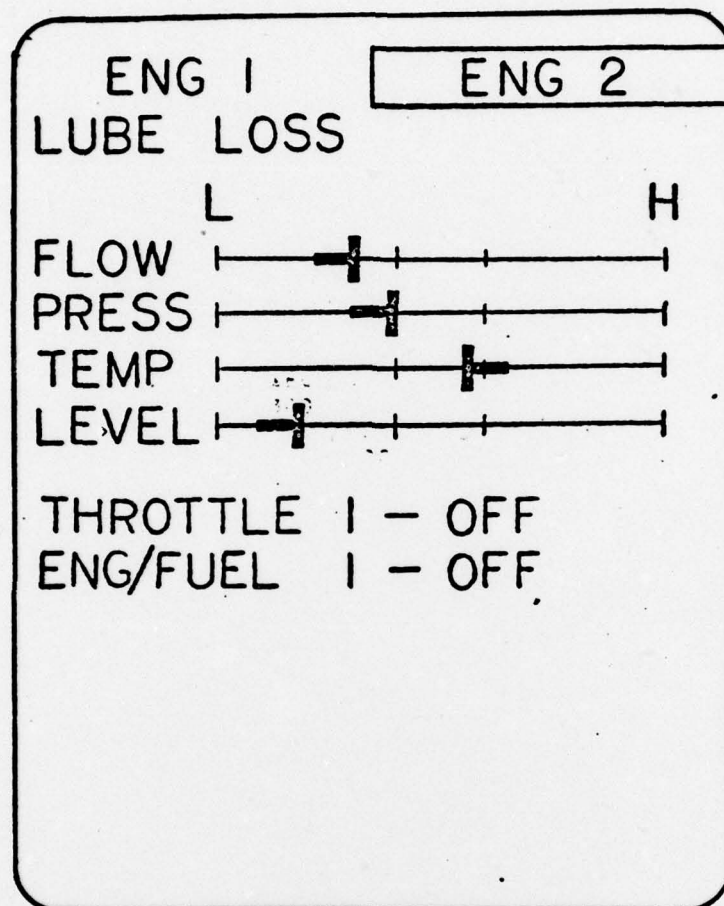 ENG 1 ENG 2
LUBE LOSS
L H
FLOW
PRESS
TEMP
LEVEL
THROTTLE 1 - OFF
ENG/FUEL 1 - OFF